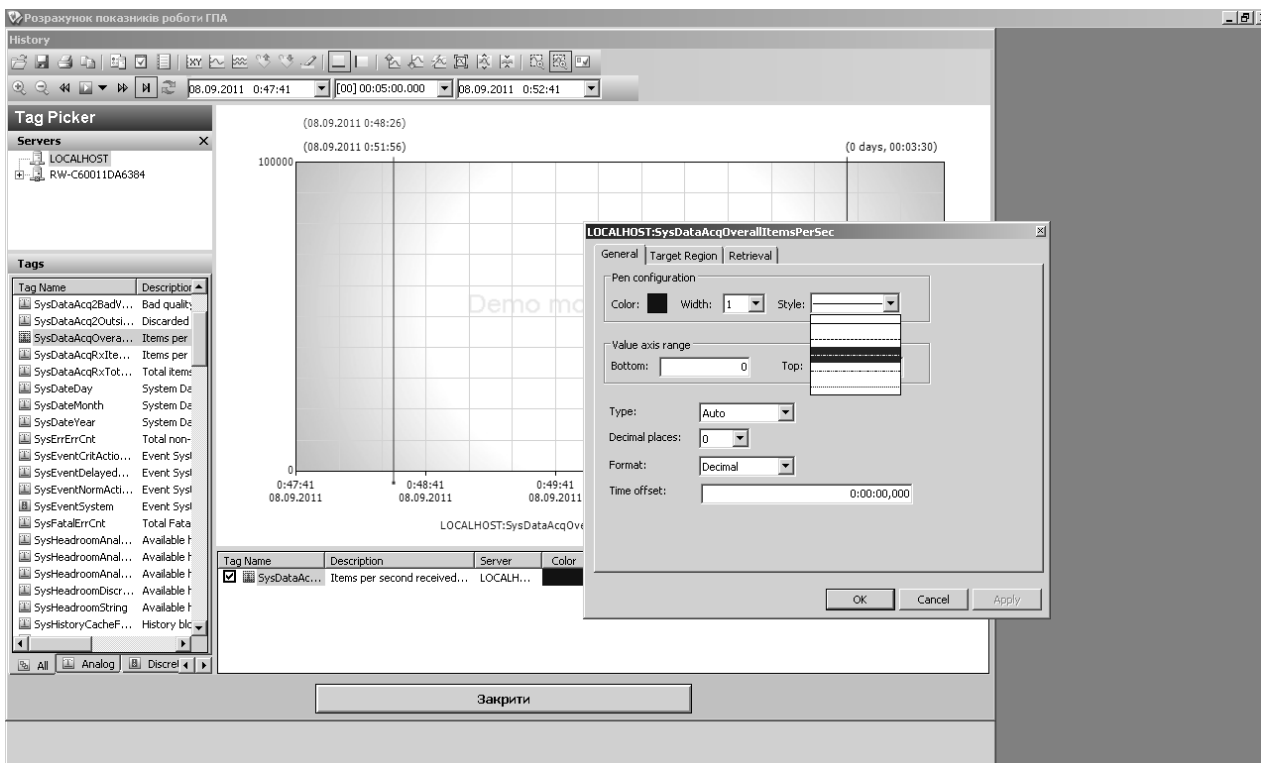 Розрахунок показників роботи ГПА
History
08.09.2011 0:47:41 [00] 00:05:00.000 08.09.2011 0:52:41
Tag Picker
Servers
LOCALHOST
RW-C60011DA6384
Tags
Tag Name Description
SysDataAcq2BadV... Bad quality
SysDataAcq2Outsi... Discarded
SysDataAcqOvera... Items per
SysDataAcqRxIte... Items per
SysDataAcqRxTot... Total items
SysDateDay System Da
SysDateMonth System Da
SysDateYear System Da
SysErrErrCnt Total non-
SysEventCritActio... Event Syst
SysEventDelayed... Event Syst
SysEventNormActi... Event Syst
SysEventSystem Event Syst
SysFatalErrCnt Total Fata
SysHeadroomAnal... Available h
SysHeadroomAnal... Available h
SysHeadroomAnal... Available h
SysHeadroomDiscr... Available h
SysHeadroomString Available h
SysHistoryCacheF... History blc
All Analog Discret
(08.09.2011 0:48:26)
(08.09.2011 0:51:56) (0 days, 00:03:30)
100000
Demo mo
0
0:47:41 0:48:41 0:49:41
08.09.2011 08.09.2011 08.09.2011
LOCALHOST:SysDataAcqOve
Tag Name Description Server Color
SysDataAc... Items per second received... LOCALH...
LOCALHOST:SysDataAcqOverallItemsPerSec
General Target Region Retrieval
Pen configuration
Color: Width: 1 Style:
Value axis range
Bottom: 0 Top:
Type: Auto
Decimal places: 0
Format: Decimal
Time offset: 0:00:00,000
OK Cancel Apply
Закрити